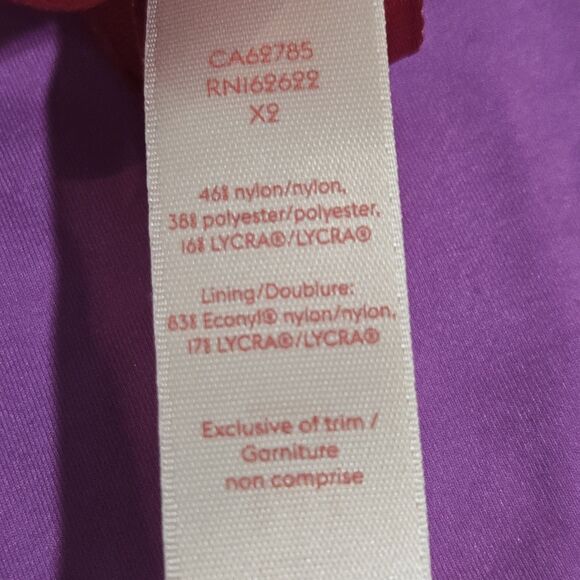 CA62785
RN162622
X2
46% nylon/nylon,
38% polyester/polyester,
16% LYCRA®/LYCRA®
Lining/Doublure:
83% Econyl® nylon/nylon,
17% LYCRA®/LYCRA®
Exclusive of trim /
Garniture
non comprise